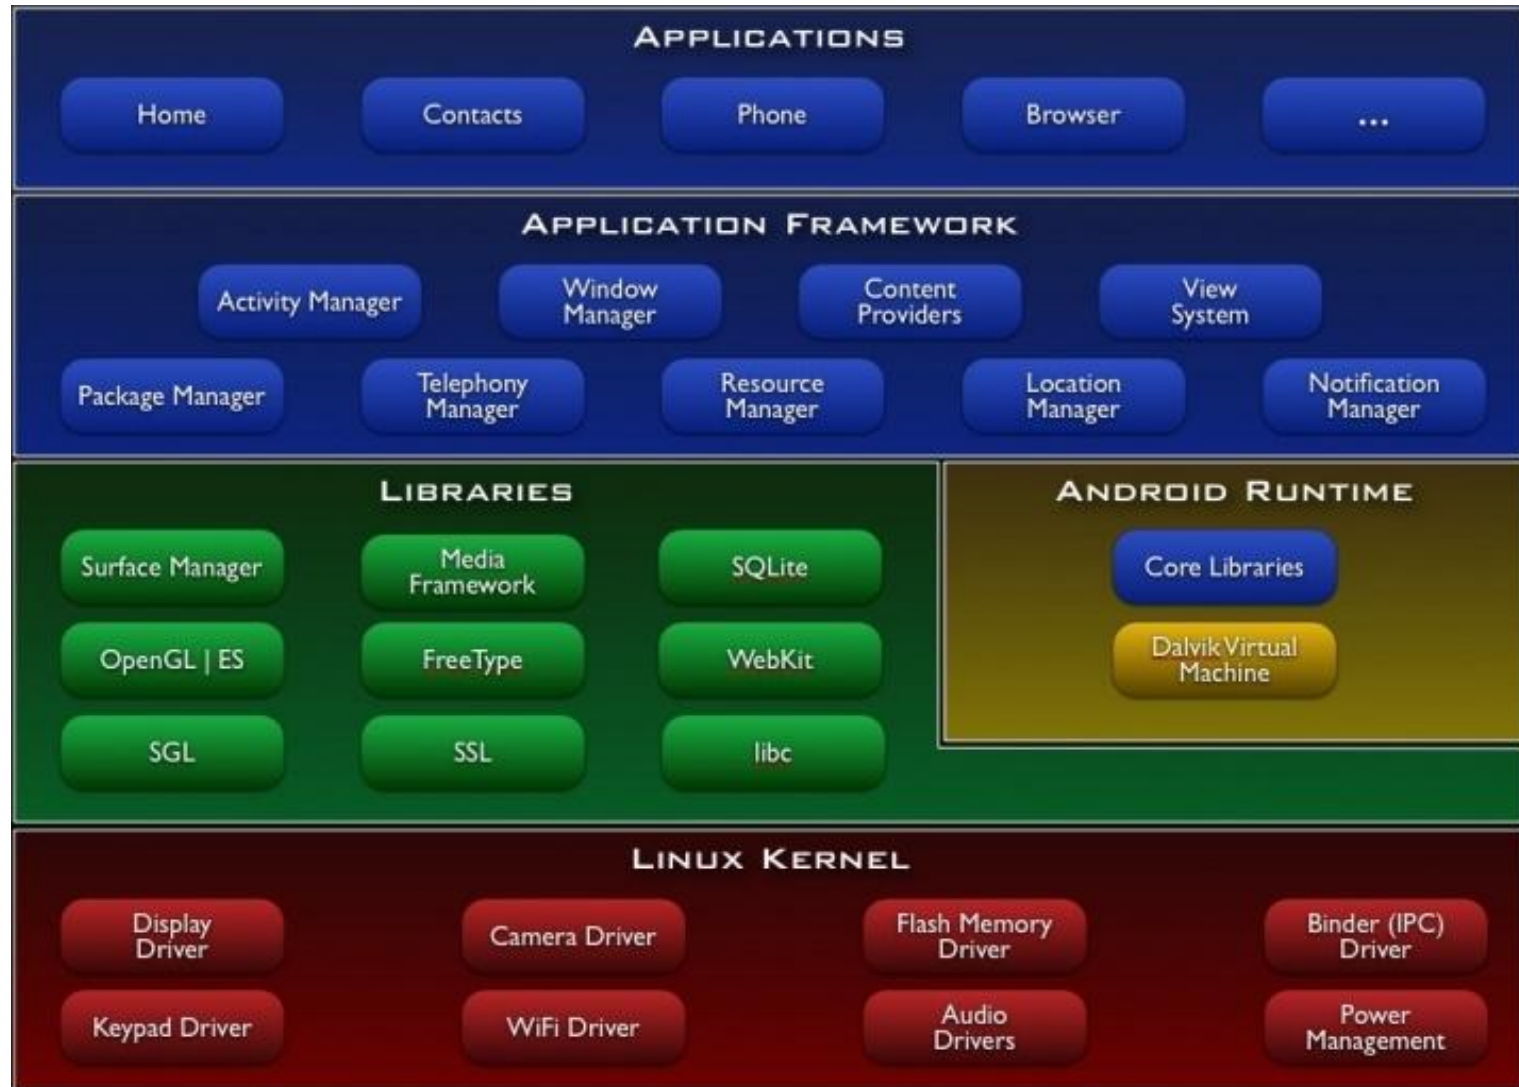 APPLICATIONS
Home
Contacts
Phone
Browser
...
APPLICATION FRAMEWORK
Activity Manager
Window
Manager
Content
Providers
View
System
Package Manager
Telephony
Manager
Resource
Manager
Location
Manager
Notification
Manager
LIBRARIES
Surface Manager
Media
Framework
SQLite
OpenGL | ES
FreeType
WebKit
SGL
SSL
libc
ANDROID RUNTIME
Core Libraries
Dalvik Virtual
Machine
LINUX KERNEL
Display
Driver
Camera Driver
Flash Memory
Driver
Binder (IPC)
Driver
Keypad Driver
WiFi Driver
Audio
Drivers
Power
Management